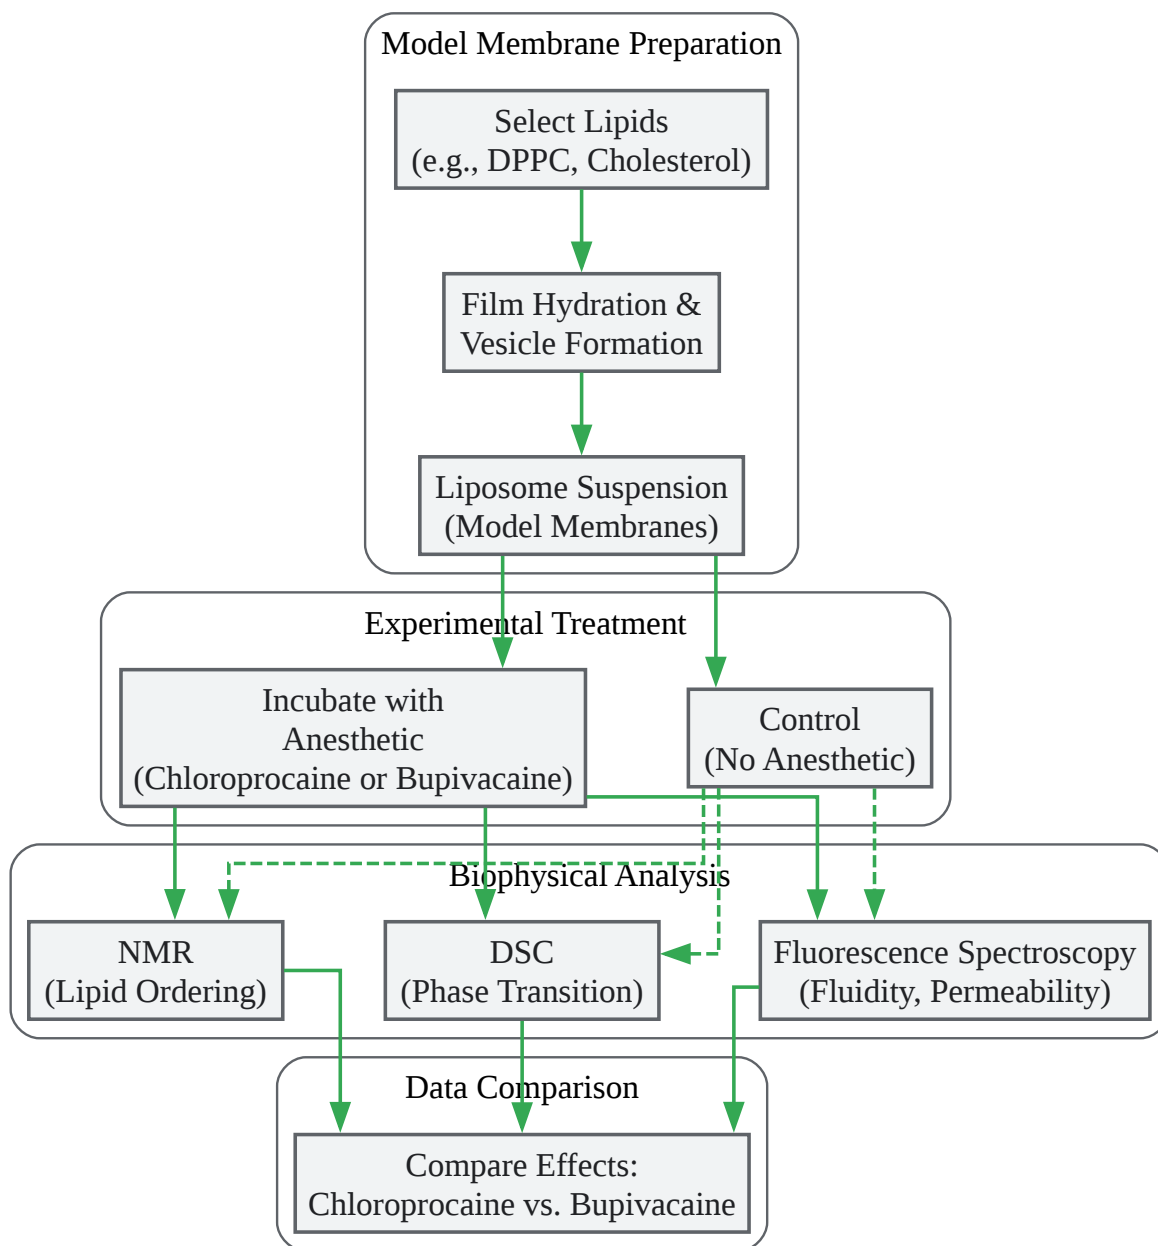 Model Membrane Preparation
Select Lipids
(e.g., DPPC, Cholesterol)
Film Hydration &
Vesicle Formation
Liposome Suspension
(Model Membranes)
Experimental Treatment
Incubate with
Anesthetic
(Chloroprocaine or Bupivacaine)
Control
(No Anesthetic)
Biophysical Analysis
NMR
(Lipid Ordering)
DSC
(Phase Transition)
Fluorescence Spectroscopy
(Fluidity, Permeability)
Data Comparison
Compare Effects:
Chloroprocaine vs. Bupivacaine